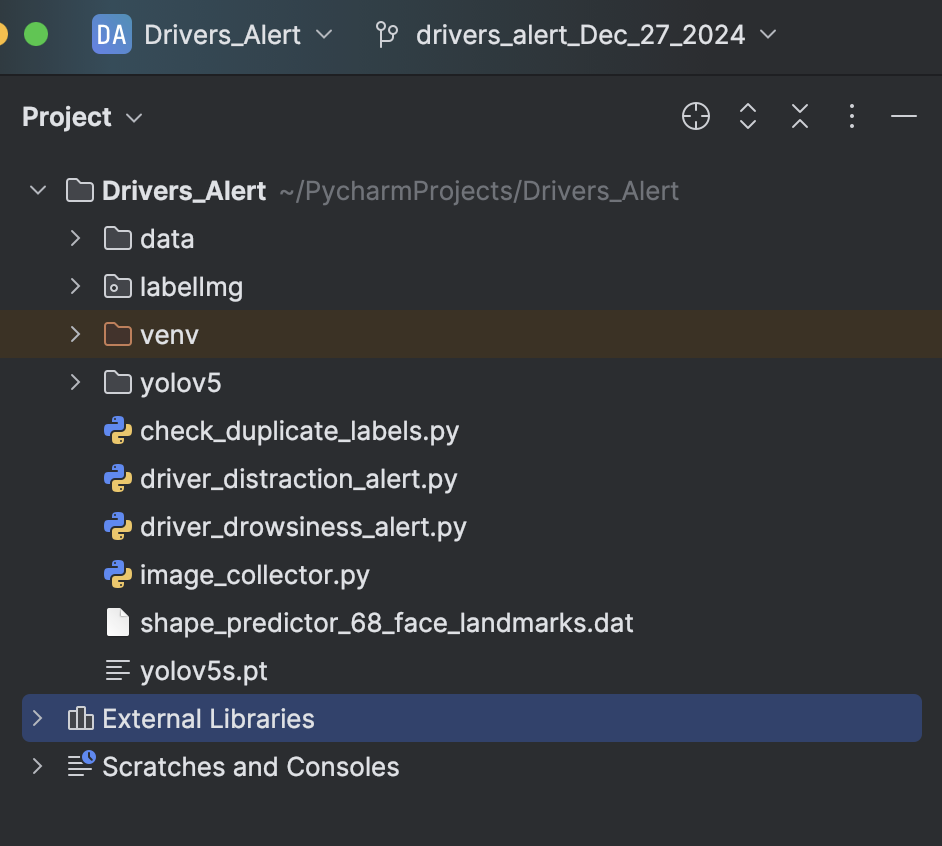 DA Drivers_Alert drivers_alert_Dec_27_2024
Project
Drivers_Alert ~/PycharmProjects/Drivers_Alert
data
labelImg
venv
yolov5
check_duplicate_labels.py
driver_distraction_alert.py
driver_drowsiness_alert.py
image_collector.py
shape_predictor_68_face_landmarks.dat
yolov5s.pt
External Libraries
Scratches and Consoles